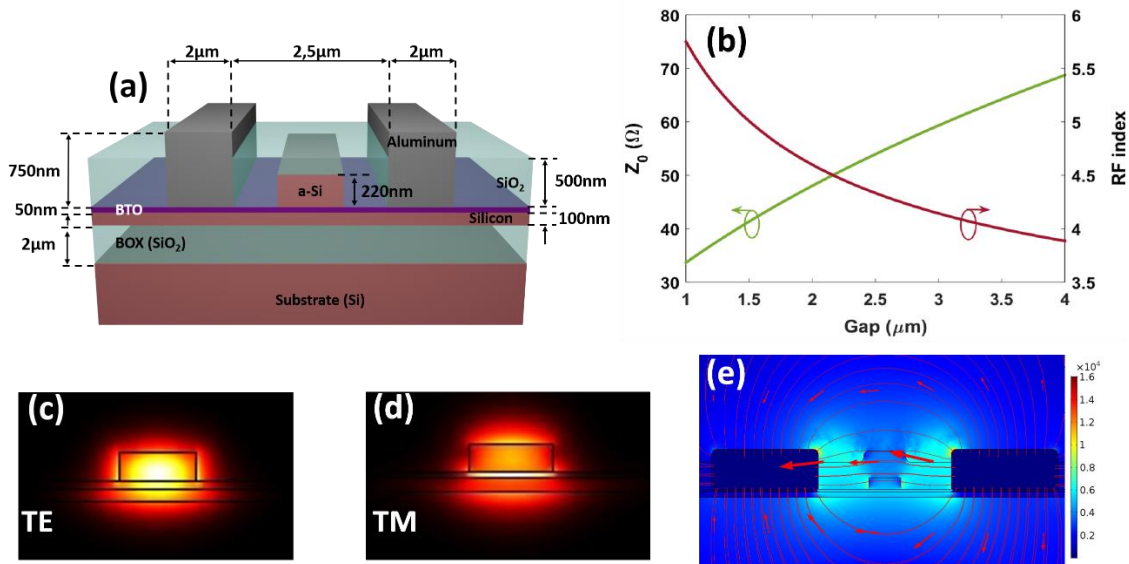 (a)
2µm
2,5µm
2µm
Aluminum
750nm
a-Si
220nm
SiO₂
500nm
50nm
BTO
Silicon
100nm
2µm
BOX (SiO₂)
Substrate (Si)
(b)
80
70
60
50
40
30
Z₀ (Ω)
6
5.5
5
4.5
4
3.5
RF index
1
1.5
2
2.5
3
3.5
4
Gap (μm)
(c)
TE
(d)
TM
(e)
×10⁴
1.6
1.4
1.2
1
0.8
0.6
0.4
0.2